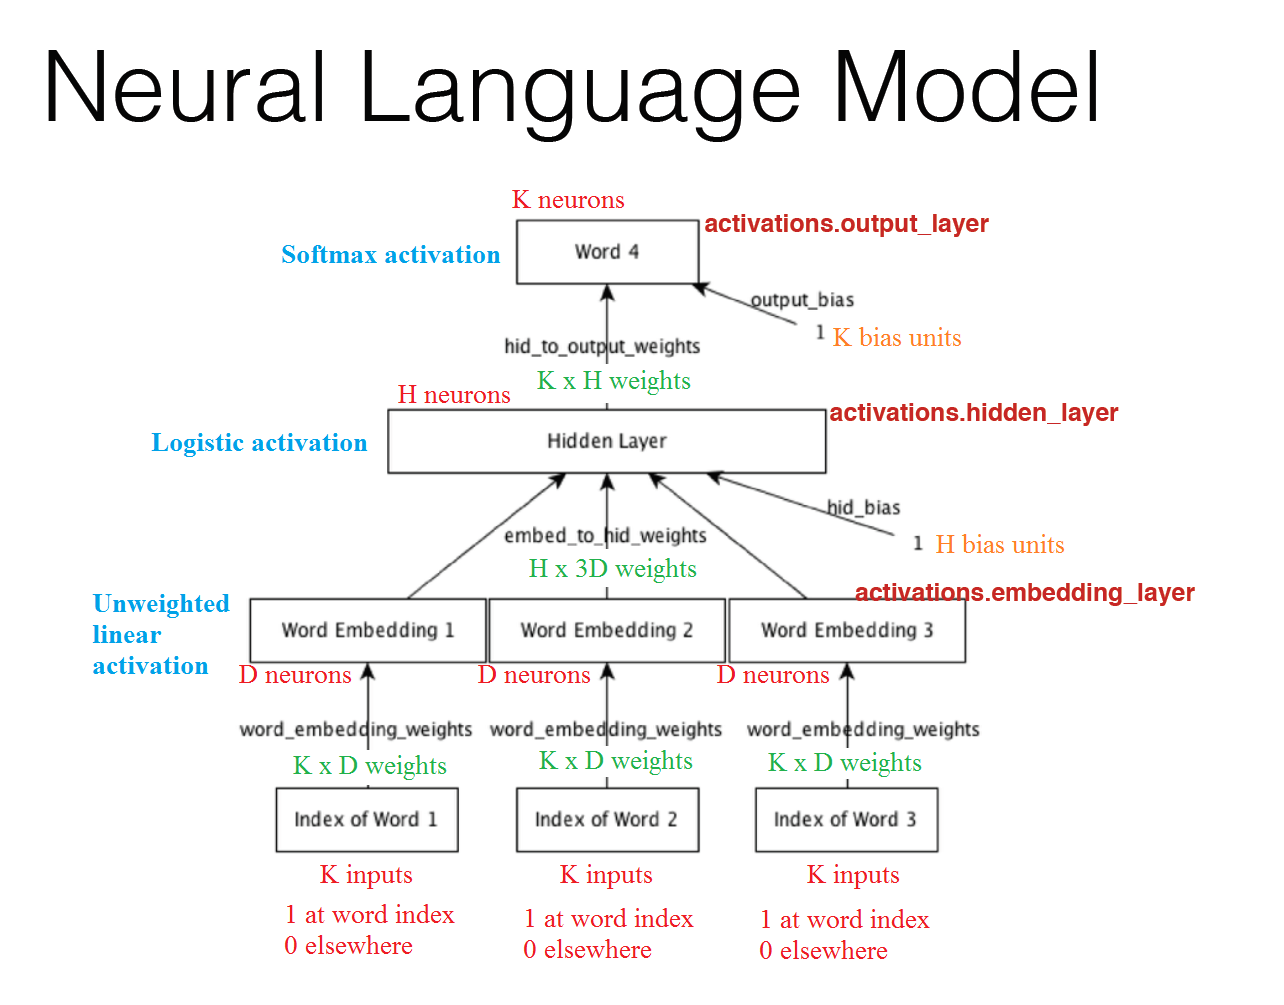 Neural Language Model
K neurons
activations.output_layer
Softmax activation
Word 4
output_bias
1 K bias units
hid_to_output_weights
K x H weights
H neurons
activations.hidden_layer
Logistic activation
Hidden Layer
hid_bias
1 H bias units
embed_to_hid_weights
H x 3D weights
activations.embedding_layer
Unweighted
linear
activation
Word Embedding 1
Word Embedding 2
Word Embedding 3
D neurons
D neurons
D neurons
word_embedding_weights
word_embedding_weights
word_embedding_weights
K x D weights
K x D weights
K x D weights
Index of Word 1
Index of Word 2
Index of Word 3
K inputs
K inputs
K inputs
1 at word index
0 elsewhere
1 at word index
0 elsewhere
1 at word index
0 elsewhere